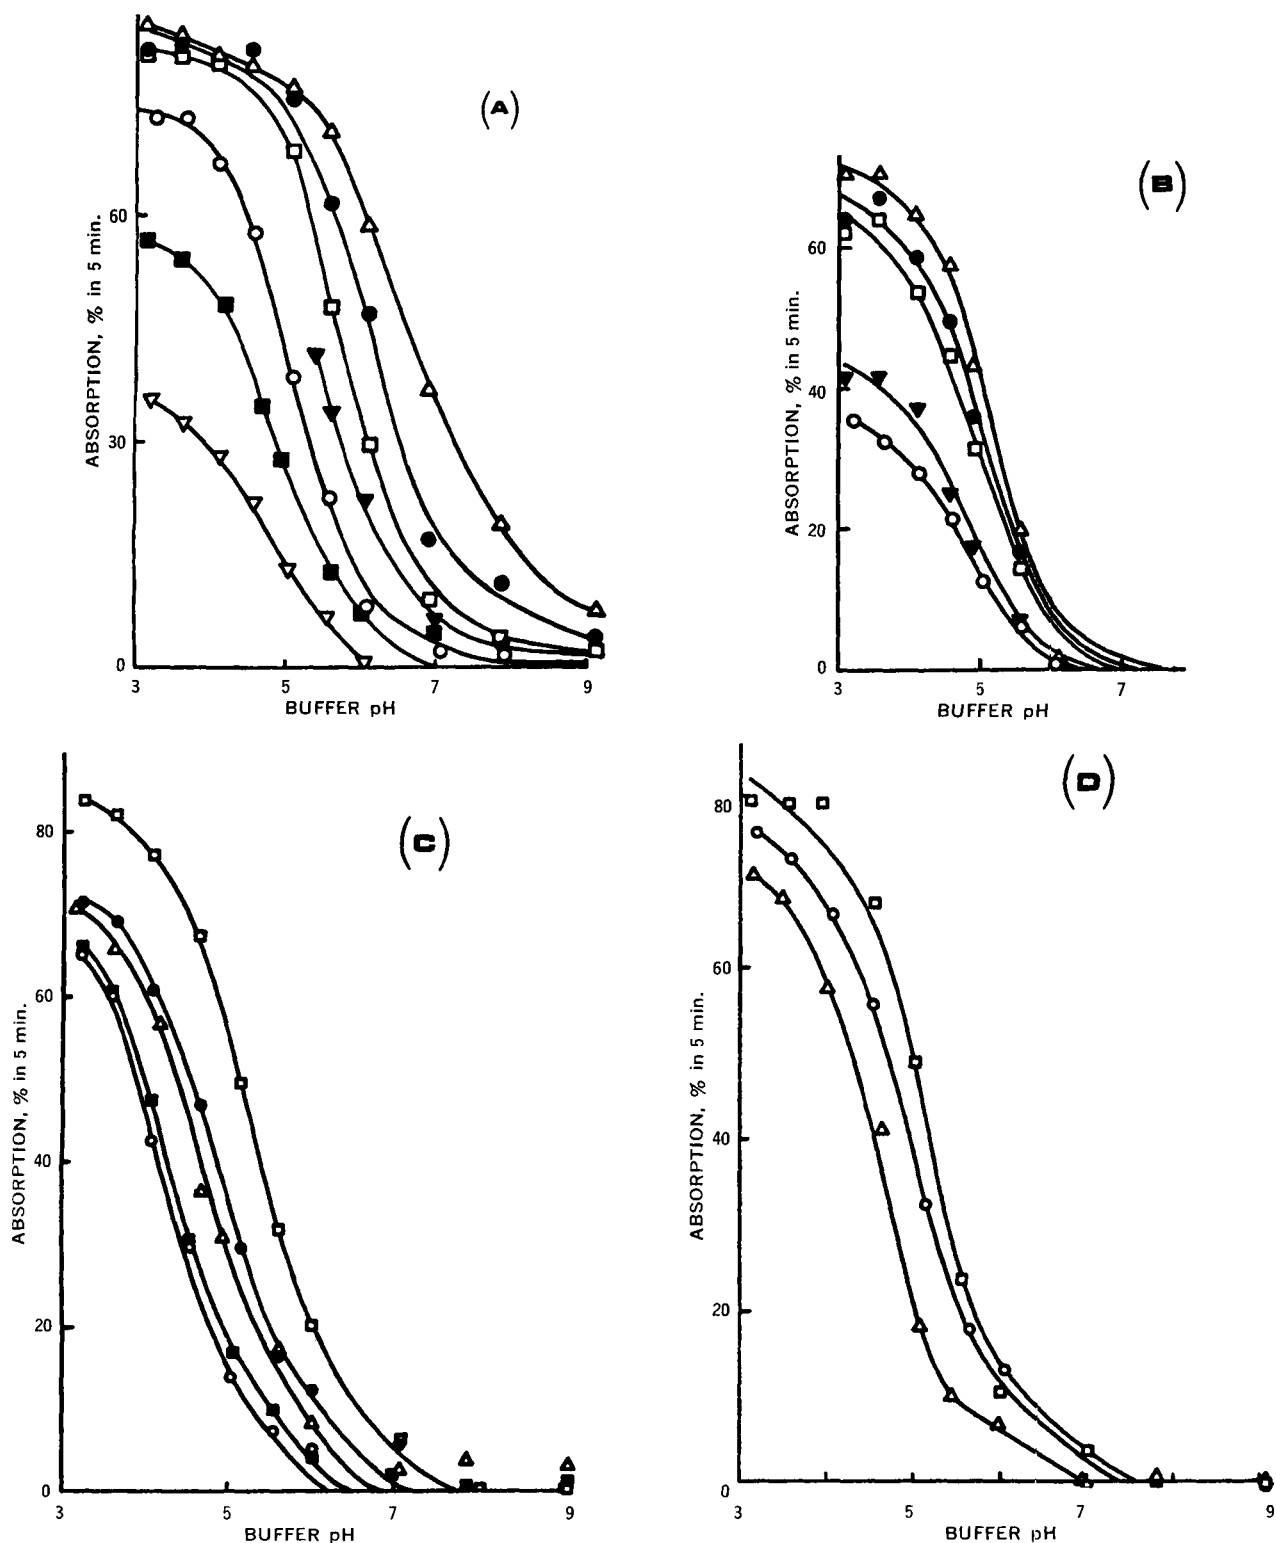 (A)
ABSORPTION, % in 5 min.
60
30
0
3 5 7 9
BUFFER pH
(B)
ABSORPTION, % in 5 min.
60
40
20
0
3 5 7
BUFFER pH
(C)
ABSORPTION, % in 5 min.
80
60
40
20
0
3 5 7 9
BUFFER pH
(D)
ABSORPTION, % in 5 min.
80
60
40
20
0
3 5 7 9
BUFFER pH